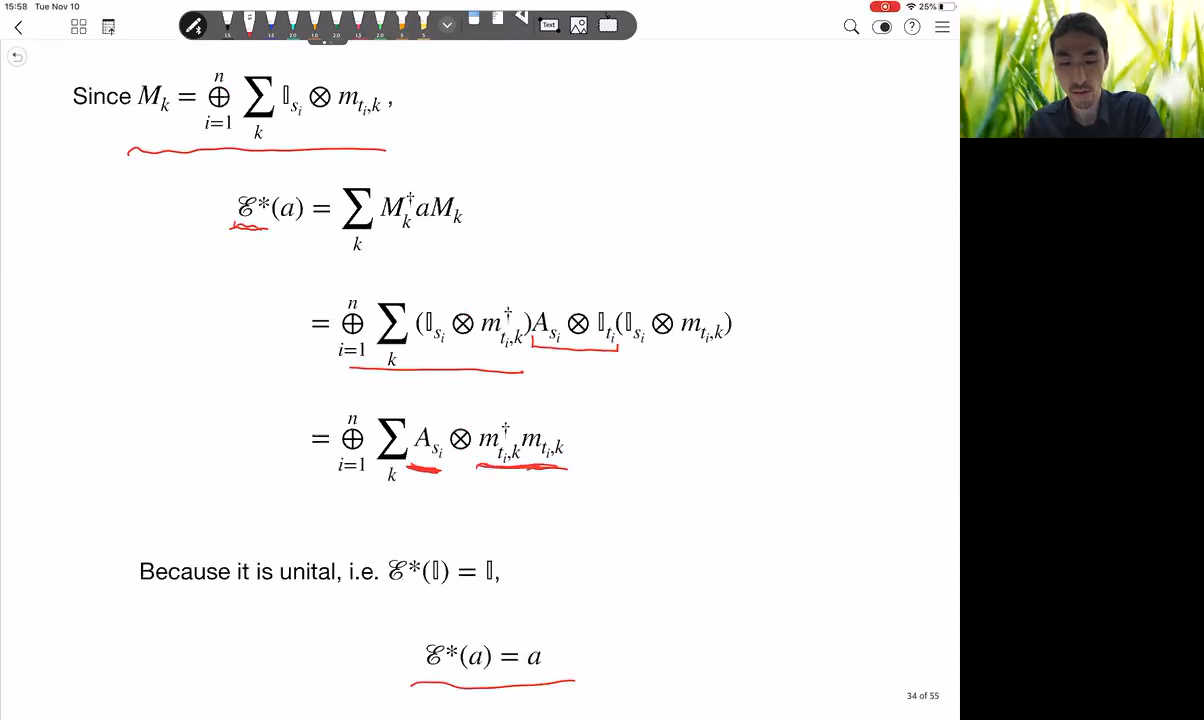 15:58 Tue Nov 10
25%
Text
Since M_k = ⊕_{i=1}^{n} ∑_k 𝕀_{s_i} ⊗ m_{t_i,k} ,
ℰ*(a) = ∑_k M_k^† a M_k
= ⊕_{i=1}^{n} ∑_k (𝕀_{s_i} ⊗ m_{t_i,k}^†) A_{s_i} ⊗ 𝕀_{t_i} (𝕀_{s_i} ⊗ m_{t_i,k})
= ⊕_{i=1}^{n} ∑_k A_{s_i} ⊗ m_{t_i,k}^† m_{t_i,k}
Because it is unital, i.e. ℰ*(𝕀) = 𝕀,
ℰ*(a) = a
34 of 55